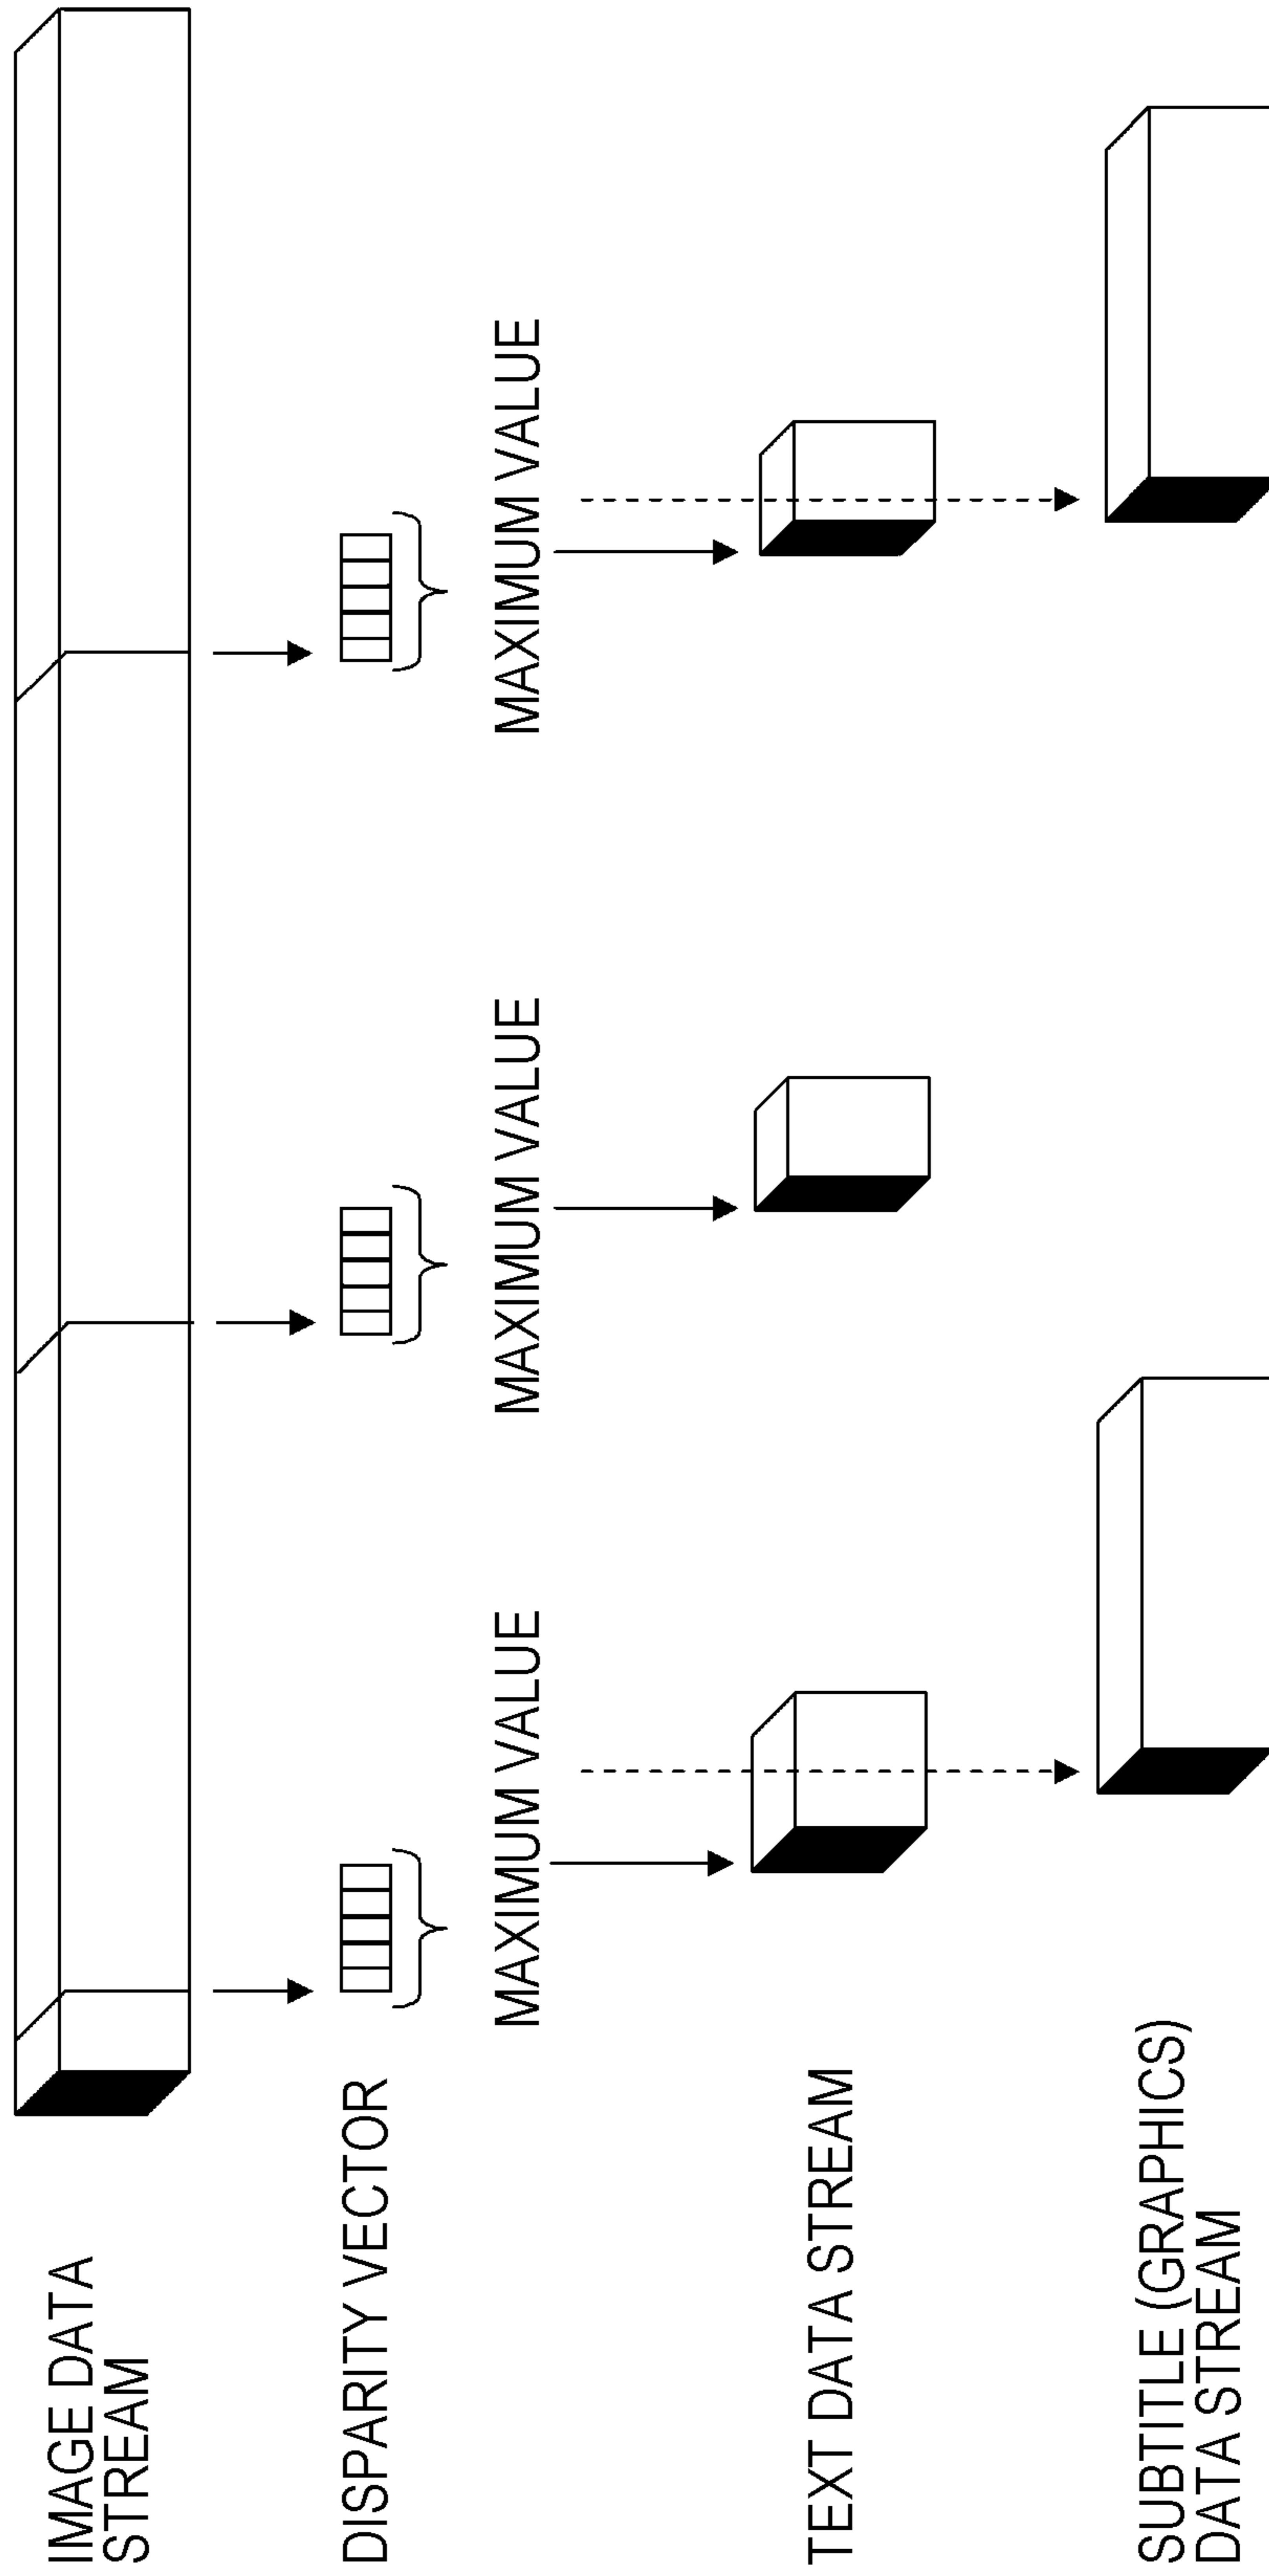 IMAGE DATA
STREAM
DISPARITY VECTOR
MAXIMUM VALUE
MAXIMUM VALUE
MAXIMUM VALUE
TEXT DATA STREAM
SUBTITLE (GRAPHICS)
DATA STREAM